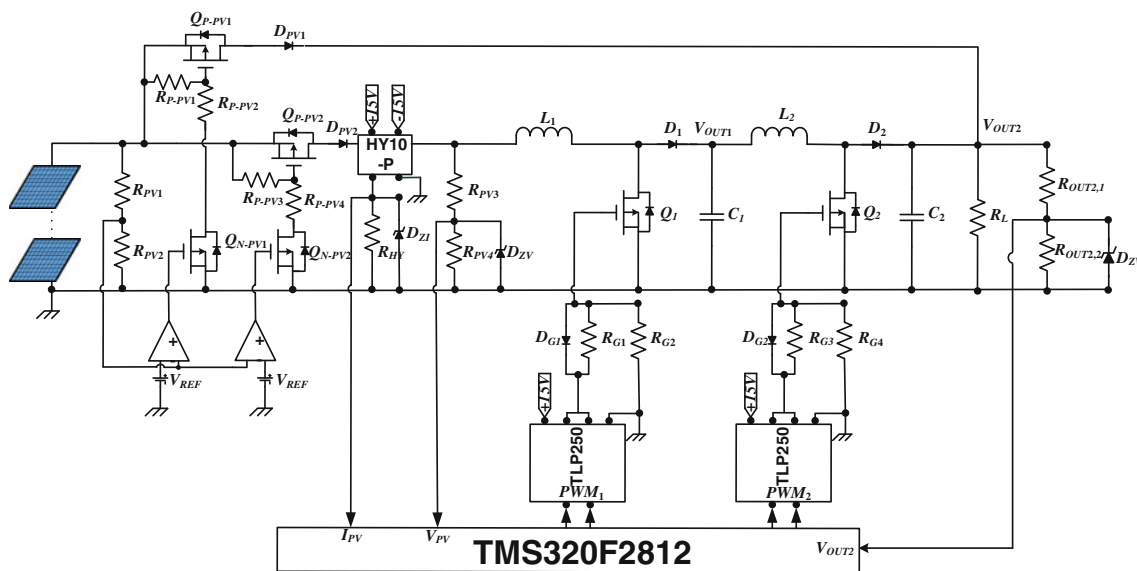 Q_P-PV1
D_PV1
R_P-PV1
R_P-PV2
Q_P-PV2
D_PV2
+15V
-15V
HY10
-P
L_1
D_1
V_OUT1
L_2
D_2
V_OUT2
R_PV1
R_P-PV3
R_P-PV4
R_PV3
R_OUT2,1
Q_1
C_1
Q_2
C_2
R_L
R_PV2
Q_N-PV1
Q_N-PV2
R_HY
D_ZI
R_PV4
D_ZV
R_OUT2,2
D_ZV
+
-
+
-
V_REF
V_REF
D_G1
R_G1
R_G2
D_G2
R_G3
R_G4
+15V
+15V
TLP250
TLP250
PWM_1
PWM_2
I_PV
V_PV
TMS320F2812
V_OUT2